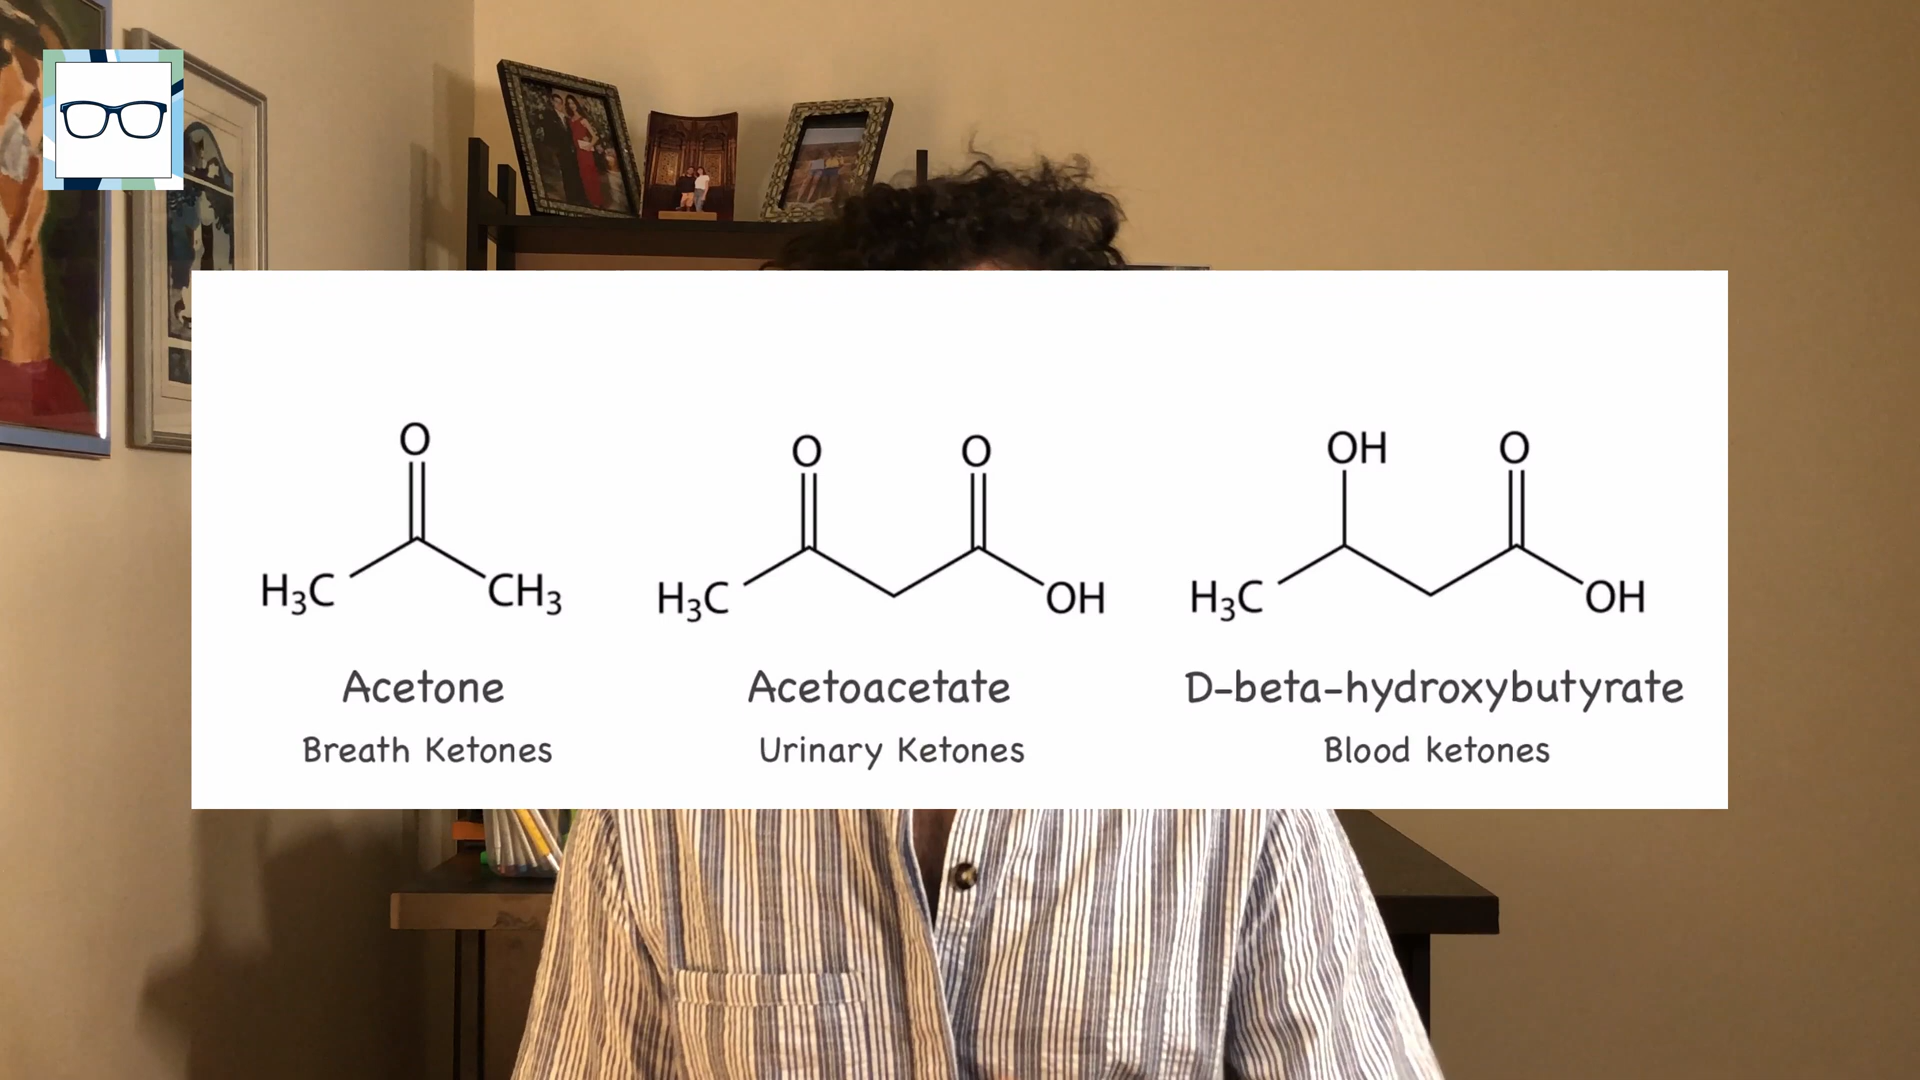 O
O
O
OH
O
H₃C
CH₃
H₃C
OH
H₃C
OH
Acetone
Acetoacetate
D-beta-hydroxybutyrate
Breath Ketones
Urinary Ketones
Blood ketones